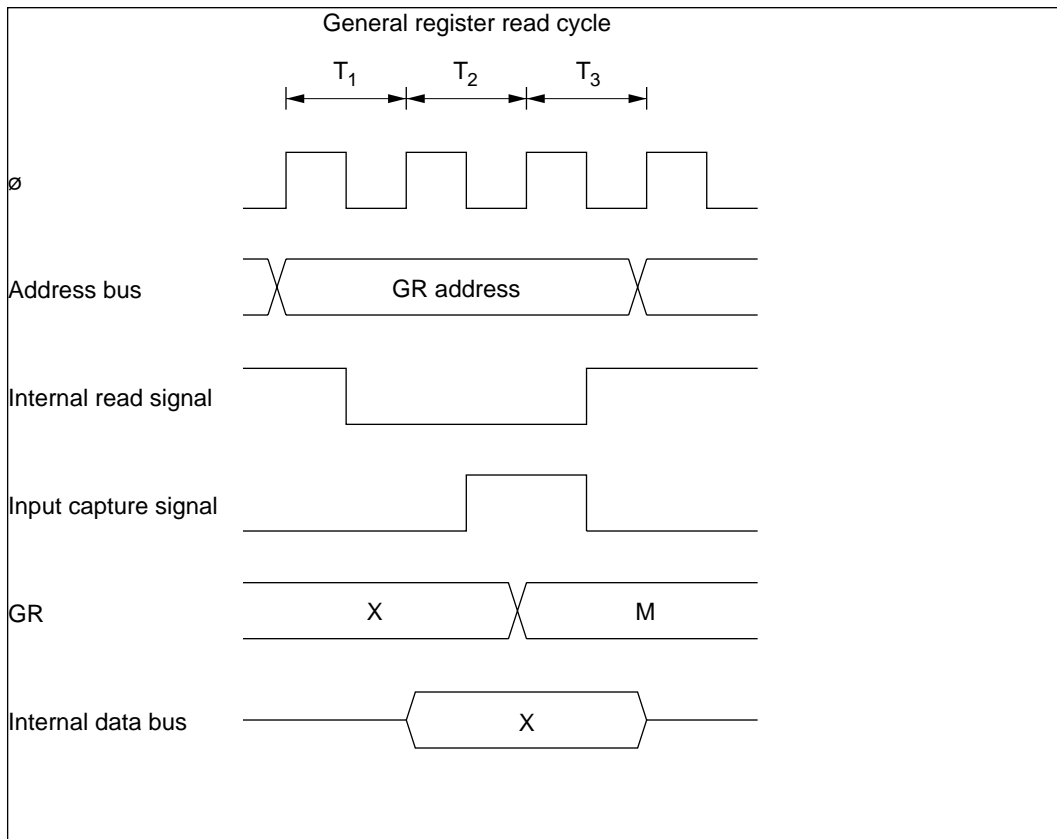 General register read cycle
T1 T2 T3
ø
Address bus GR address
Internal read signal
Input capture signal
GR X M
Internal data bus X